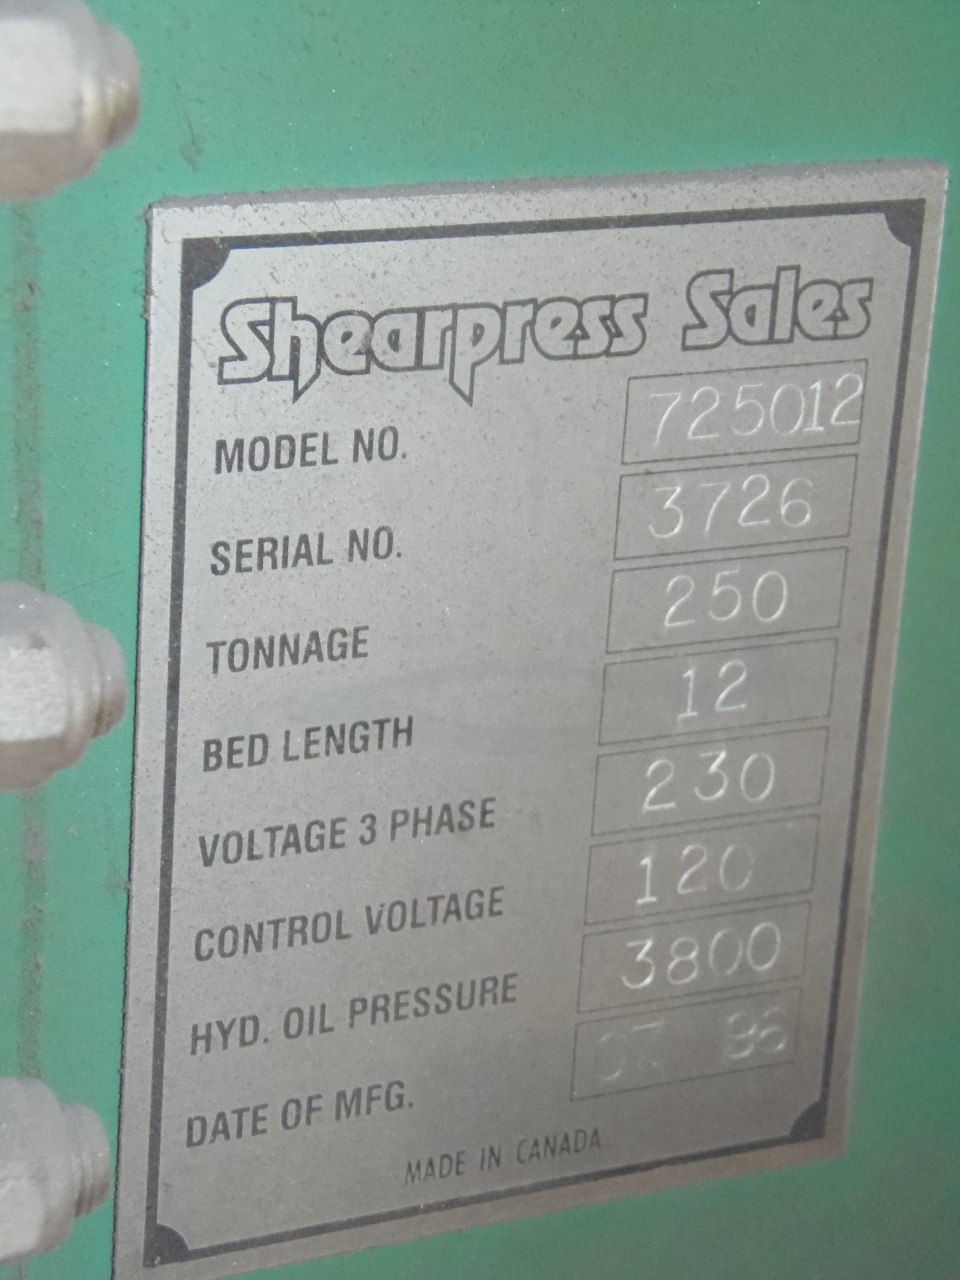 Shearpress Sales
MODEL NO. 725012
SERIAL NO. 3726
TONNAGE 250
BED LENGTH 12
VOLTAGE 3 PHASE 230
CONTROL VOLTAGE 120
HYD. OIL PRESSURE 3800
DATE OF MFG.
MADE IN CANADA